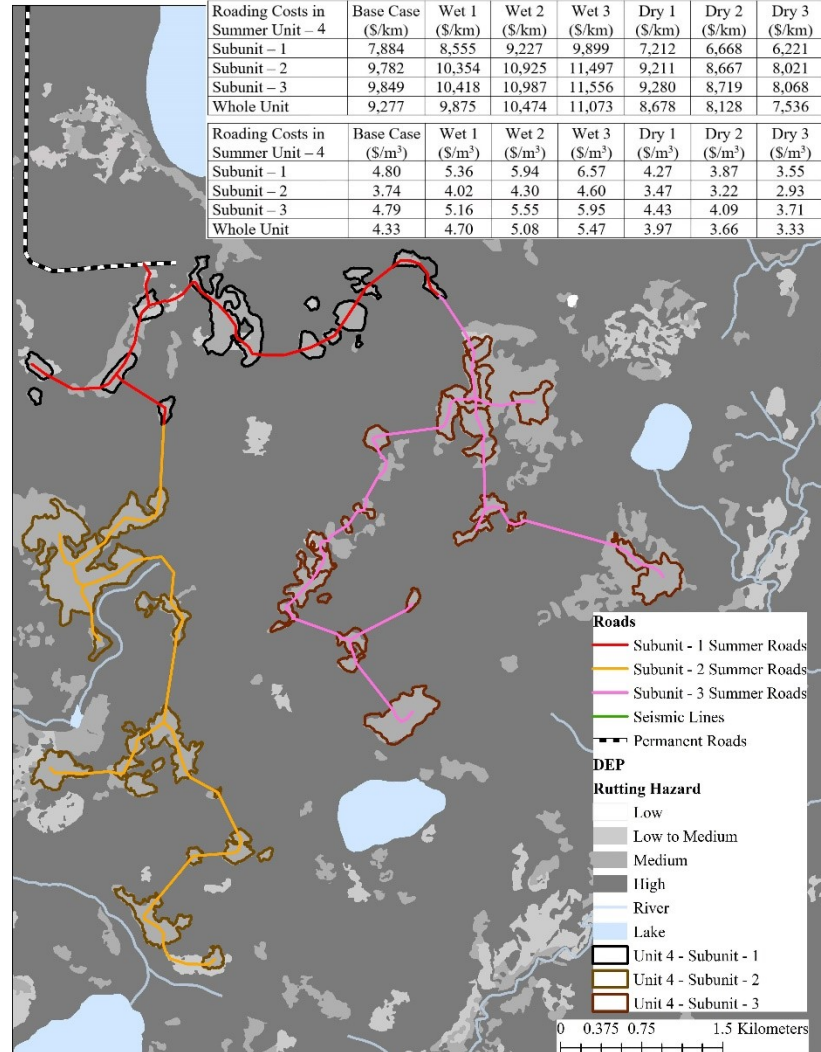 Roading Costs in Summer Unit – 4 Base Case ($/km) Wet 1 ($/km) Wet 2 ($/km) Wet 3 ($/km) Dry 1 ($/km) Dry 2 ($/km) Dry 3 ($/km)
Subunit – 1 7,884 8,555 9,227 9,899 7,212 6,668 6,221
Subunit – 2 9,782 10,354 10,925 11,497 9,211 8,667 8,021
Subunit – 3 9,849 10,418 10,987 11,556 9,280 8,719 8,068
Whole Unit 9,277 9,875 10,474 11,073 8,678 8,128 7,536
Roading Costs in Summer Unit – 4 Base Case ($/m³) Wet 1 ($/m³) Wet 2 ($/m³) Wet 3 ($/m³) Dry 1 ($/m³) Dry 2 ($/m³) Dry 3 ($/m³)
Subunit – 1 4.80 5.36 5.94 6.57 4.27 3.87 3.55
Subunit – 2 3.74 4.02 4.30 4.60 3.47 3.22 2.93
Subunit – 3 4.79 5.16 5.55 5.95 4.43 4.09 3.71
Whole Unit 4.33 4.70 5.08 5.47 3.97 3.66 3.33
Roads
Subunit - 1 Summer Roads
Subunit - 2 Summer Roads
Subunit - 3 Summer Roads
Seismic Lines
Permanent Roads
DEP
Rutting Hazard
Low
Low to Medium
Medium
High
River
Lake
Unit 4 - Subunit - 1
Unit 4 - Subunit - 2
Unit 4 - Subunit - 3
0 0.375 0.75 1.5 Kilometers